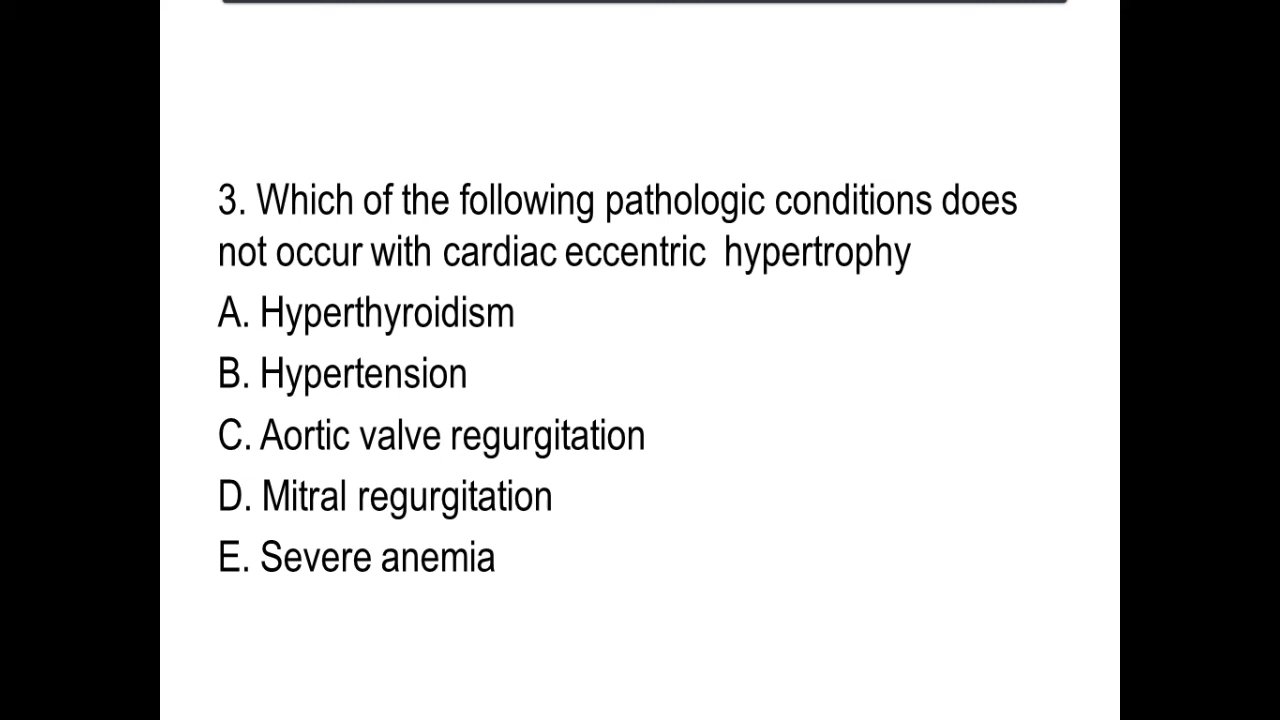 3. Which of the following pathologic conditions does
not occur with cardiac eccentric  hypertrophy
A. Hyperthyroidism
B. Hypertension
C. Aortic valve regurgitation
D. Mitral regurgitation
E. Severe anemia